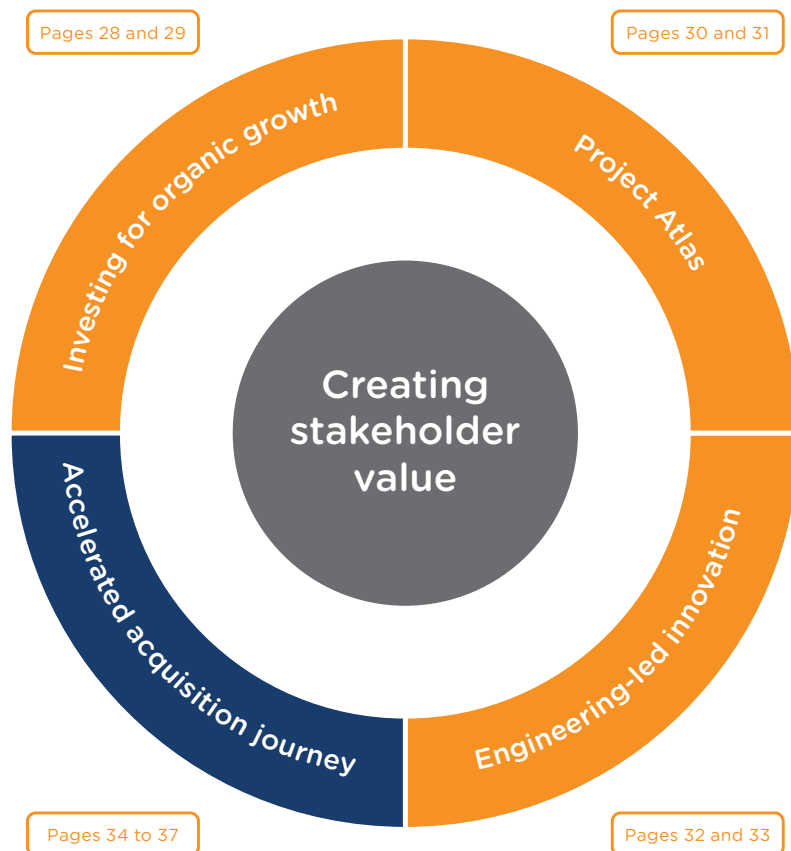 Pages 28 and 29
Pages 30 and 31
Investing for organic growth
Project Atlas
Creating
stakeholder
value
Accelerated acquisition journey
Engineering-led innovation
Pages 34 to 37
Pages 32 and 33